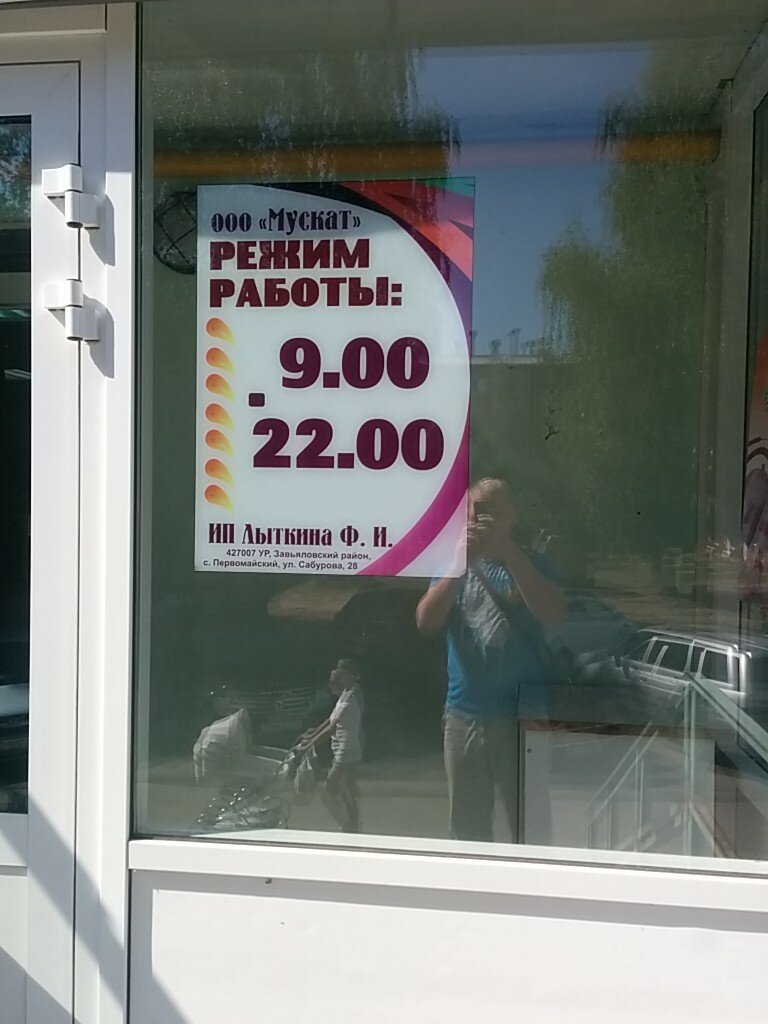 ООО «Мускат»
РЕЖИМ
РАБОТЫ:
9.00
22.00
ИП Лыткина Ф. И.
427007 УР, Завьяловский район,
с. Первомайский, ул. Сабурова, 28